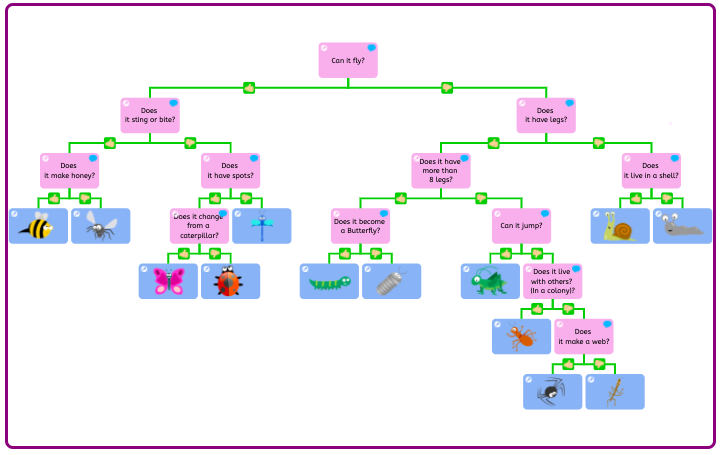 Can it fly?
Does
it sting or bite?
Does
it have legs?
Does
it make honey?
Does
it have spots?
Does it have
more than
8 legs?
Does
it live in a shell?
Does it change
from a
caterpillar?
Does it become
a Butterfly?
Can it jump?
Does it live
with others?
(In a colony)?
Does
it make a web?